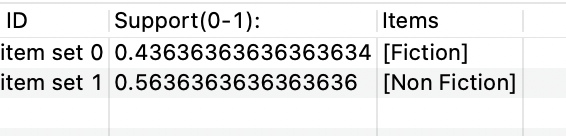 ID Support(0-1): Items
item set 0 0.43636363636363634 [Fiction]
item set 1 0.5636363636363636 [Non Fiction]